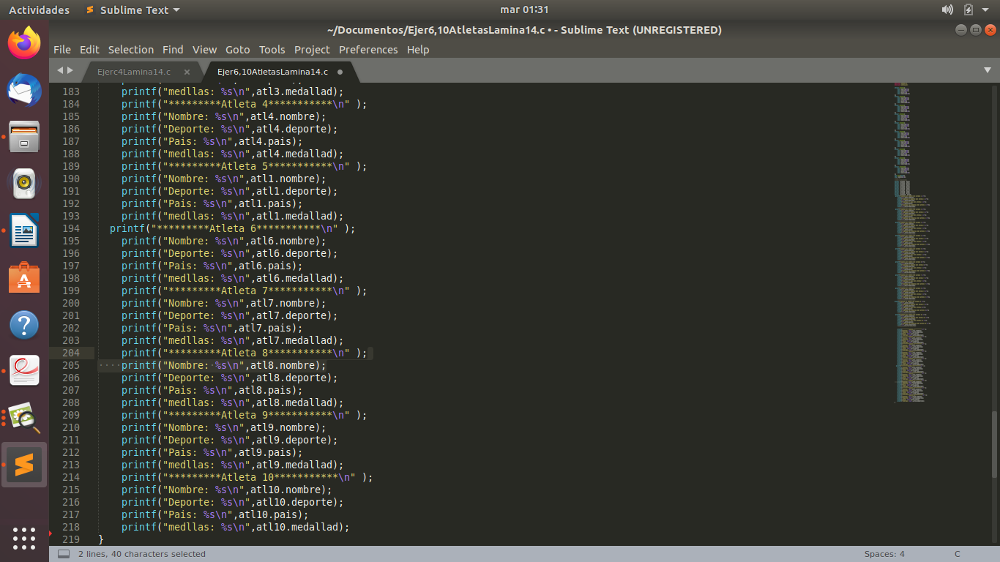 Actividades Sublime Text mar 01:31
~/Documentos/Ejer6,10AtletasLamina14.c • - Sublime Text (UNREGISTERED)
File Edit Selection Find View Goto Tools Project Preferences Help
Ejerc4Lamina14.c × Ejer6,10AtletasLamina14.c
183 printf("medllas: %s\n",atl3.medallad);
184 printf("*********Atleta 4***********\n" );
185 printf("Nombre: %s\n",atl4.nombre);
186 printf("Deporte: %s\n",atl4.deporte);
187 printf("Pais: %s\n",atl4.pais);
188 printf("medllas: %s\n",atl4.medallad);
189 printf("*********Atleta 5***********\n" );
190 printf("Nombre: %s\n",atl1.nombre);
191 printf("Deporte: %s\n",atl1.deporte);
192 printf("Pais: %s\n",atl1.pais);
193 printf("medllas: %s\n",atl1.medallad);
194 printf("*********Atleta 6***********\n" );
195 printf("Nombre: %s\n",atl6.nombre);
196 printf("Deporte: %s\n",atl6.deporte);
197 printf("Pais: %s\n",atl6.pais);
198 printf("medllas: %s\n",atl6.medallad);
199 printf("*********Atleta 7***********\n" );
200 printf("Nombre: %s\n",atl7.nombre);
201 printf("Deporte: %s\n",atl7.deporte);
202 printf("Pais: %s\n",atl7.pais);
203 printf("medllas: %s\n",atl7.medallad);
204 printf("*********Atleta 8***********\n" );
205 printf("Nombre: %s\n",atl8.nombre);
206 printf("Deporte: %s\n",atl8.deporte);
207 printf("Pais: %s\n",atl8.pais);
208 printf("medllas: %s\n",atl8.medallad);
209 printf("*********Atleta 9***********\n" );
210 printf("Nombre: %s\n",atl9.nombre);
211 printf("Deporte: %s\n",atl9.deporte);
212 printf("Pais: %s\n",atl9.pais);
213 printf("medllas: %s\n",atl9.medallad);
214 printf("*********Atleta 10***********\n" );
215 printf("Nombre: %s\n",atl10.nombre);
216 printf("Deporte: %s\n",atl10.deporte);
217 printf("Pais: %s\n",atl10.pais);
218 printf("medllas: %s\n",atl10.medallad);
219 }
2 lines, 40 characters selected Spaces: 4 C